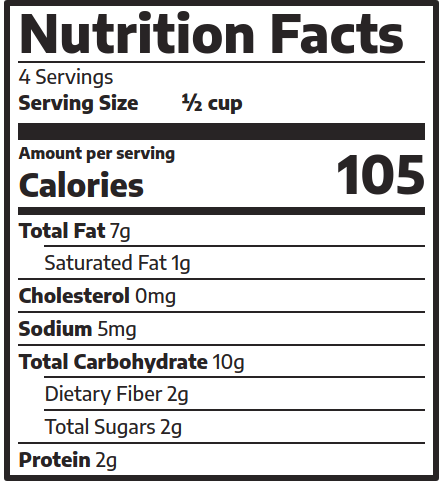 Nutrition Facts
4 Servings
Serving Size ½ cup
Amount per serving
Calories 105
Total Fat 7g
Saturated Fat 1g
Cholesterol 0mg
Sodium 5mg
Total Carbohydrate 10g
Dietary Fiber 2g
Total Sugars 2g
Protein 2g